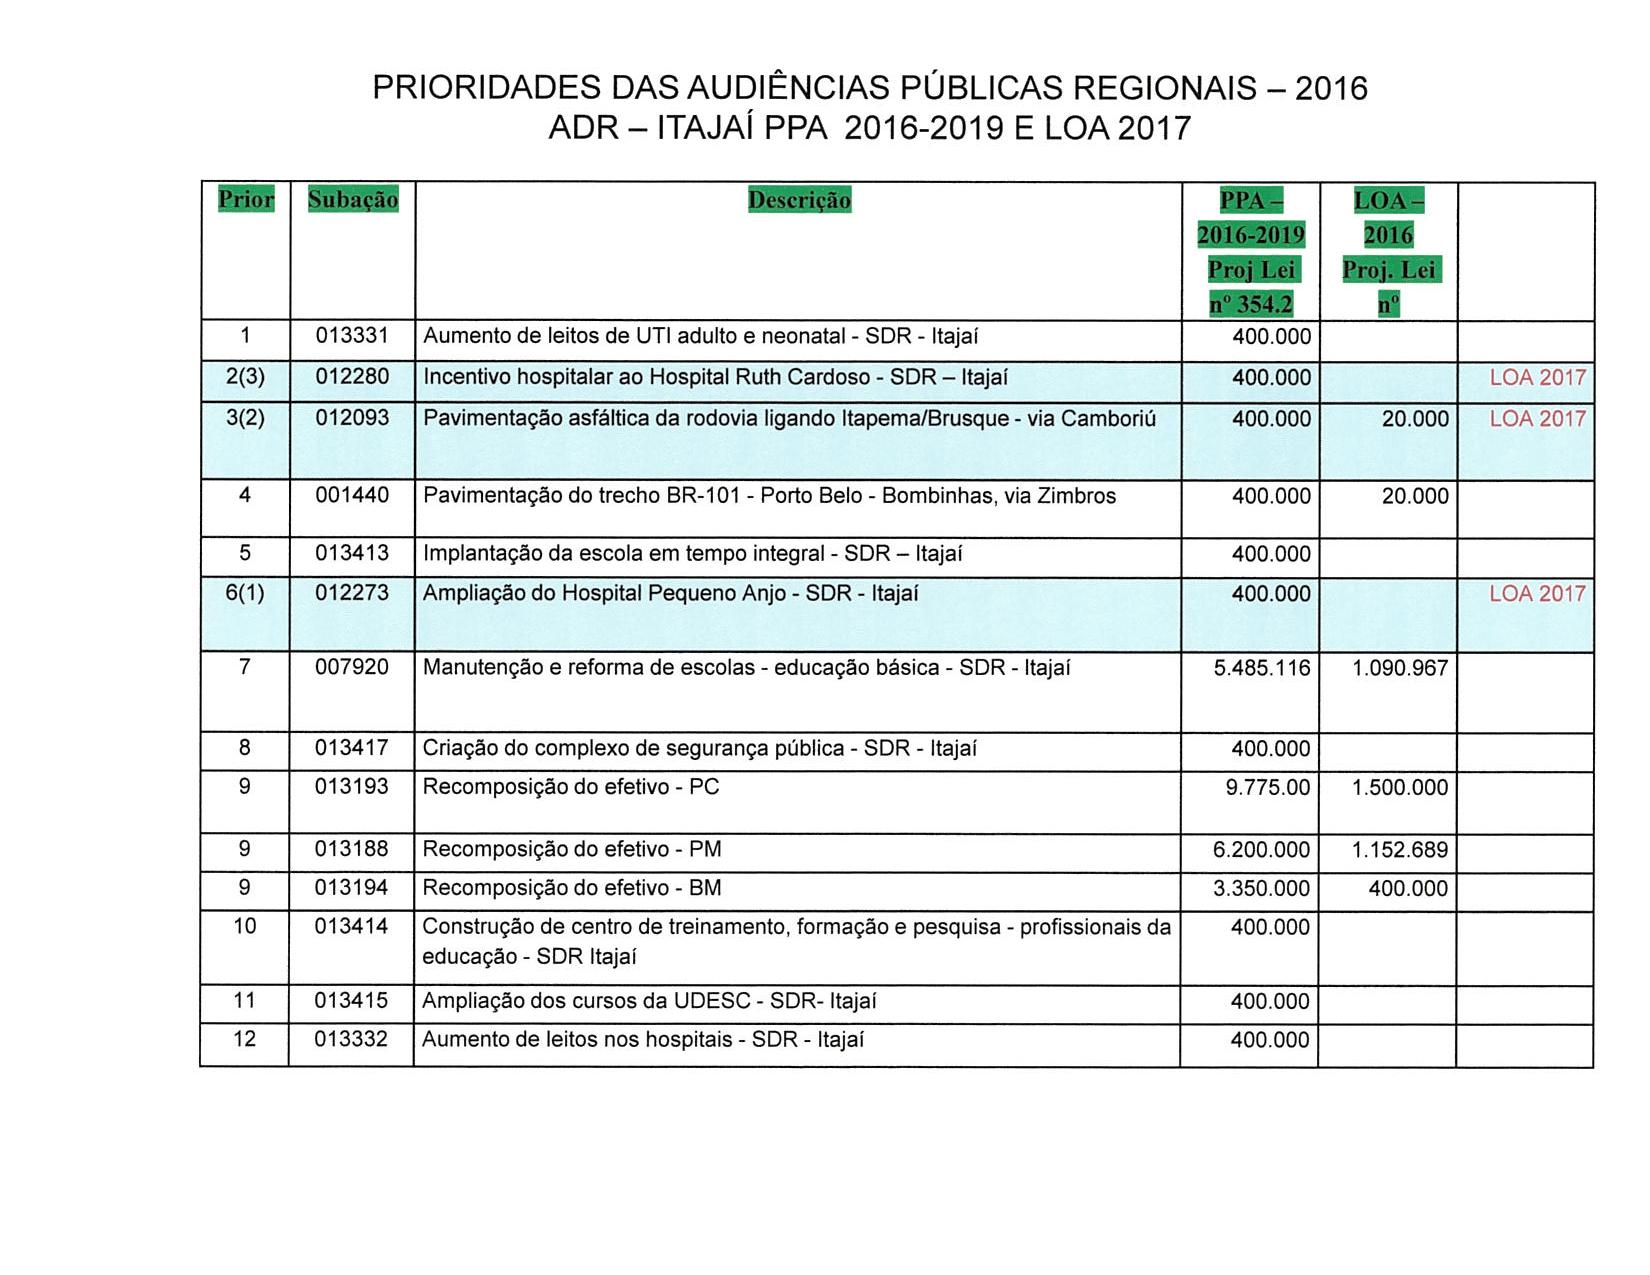 PRIORIDADES DAS AUDIÊNCIAS PÚBLICAS REGIONAIS – 2016
ADR – ITAJAÍ PPA 2016-2019 E LOA 2017
Prior Subação Descrição PPA – LOA –
2016-2019 2016
Proj Lei Proj. Lei
nº 354.2 nº
1 013331 Aumento de leitos de UTI adulto e neonatal - SDR - Itajaí 400.000
2(3) 012280 Incentivo hospitalar ao Hospital Ruth Cardoso - SDR – Itajaí 400.000 LOA 2017
3(2) 012093 Pavimentação asfáltica da rodovia ligando Itapema/Brusque - via Camboriú 400.000 20.000 LOA 2017
4 001440 Pavimentação do trecho BR-101 - Porto Belo - Bombinhas, via Zimbros 400.000 20.000
5 013413 Implantação da escola em tempo integral - SDR – Itajaí 400.000
6(1) 012273 Ampliação do Hospital Pequeno Anjo - SDR - Itajaí 400.000 LOA 2017
7 007920 Manutenção e reforma de escolas - educação básica - SDR - Itajaí 5.485.116 1.090.967
8 013417 Criação do complexo de segurança pública - SDR - Itajaí 400.000
9 013193 Recomposição do efetivo - PC 9.775.00 1.500.000
9 013188 Recomposição do efetivo - PM 6.200.000 1.152.689
9 013194 Recomposição do efetivo - BM 3.350.000 400.000
10 013414 Construção de centro de treinamento, formação e pesquisa - profissionais da 400.000
educação - SDR Itajaí
11 013415 Ampliação dos cursos da UDESC - SDR- Itajaí 400.000
12 013332 Aumento de leitos nos hospitais - SDR - Itajaí 400.000